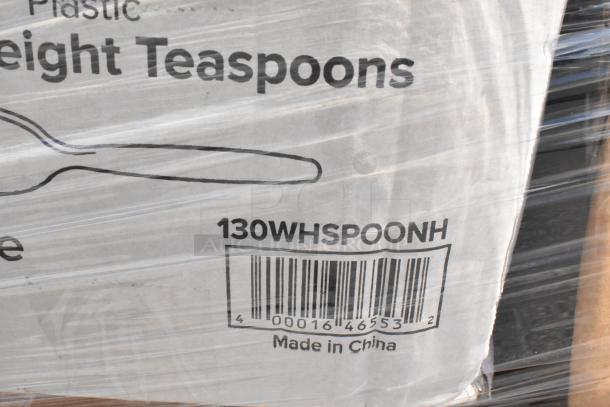 Plastic
eight Teaspoons
e
130WHSPOONH
4 00016 46553 2
Made in China